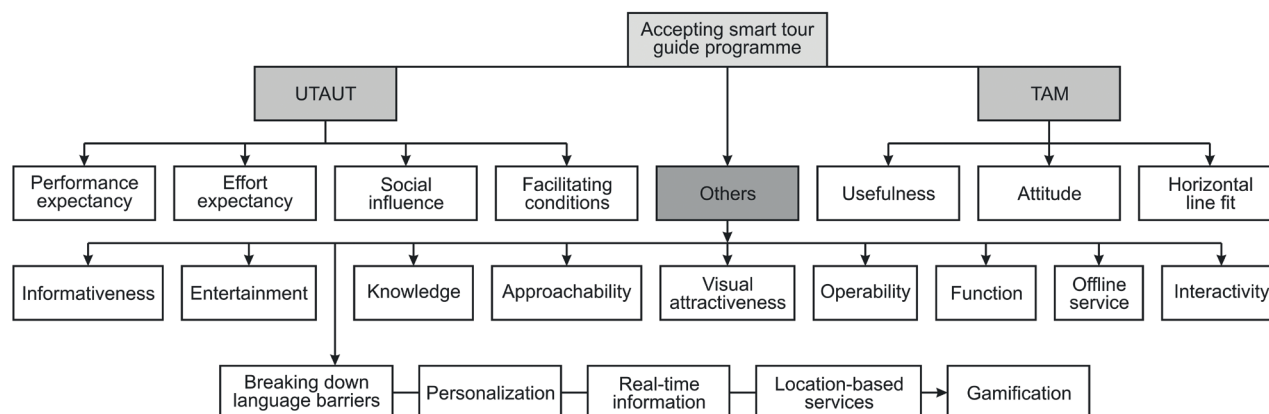 Accepting smart tour
guide programme
UTAUT
TAM
Performance
expectancy
Effort
expectancy
Social
influence
Facilitating
conditions
Others
Usefulness
Attitude
Horizontal
line fit
Informativeness
Entertainment
Knowledge
Approachability
Visual
attractiveness
Operability
Function
Offline
service
Interactivity
Breaking down
language barriers
Personalization
Real-time
information
Location-based
services
Gamification